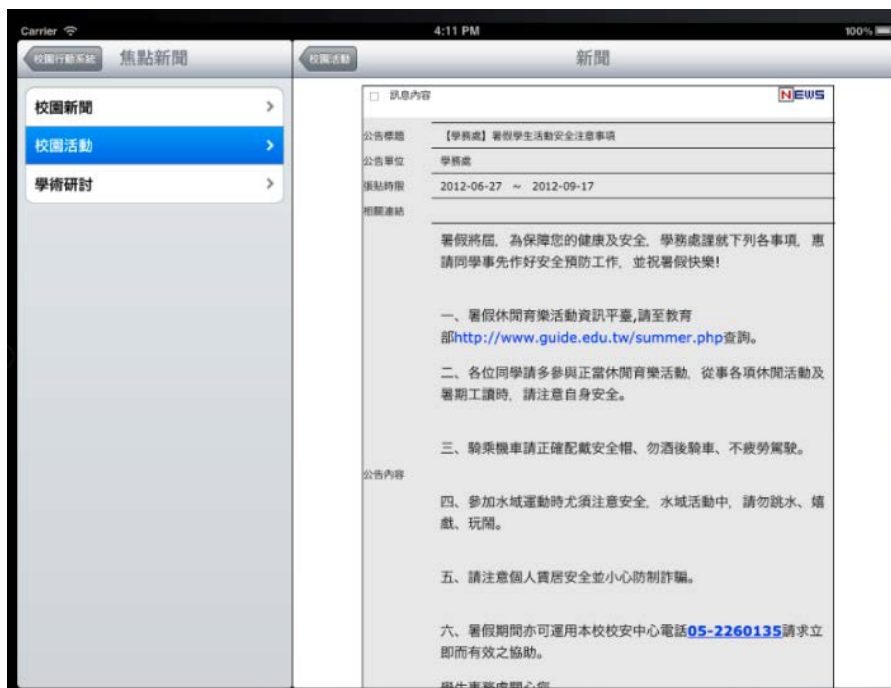 Carrier
4:11 PM
100%
校園行動系統
焦點新聞
校園活動
新聞
校園新聞
校園活動
學術研討
訊息內容
NEWS
公告標題
【學務處】暑假學生活動安全注意事項
公告單位
學務處
張貼時限
2012-06-27 ～ 2012-09-17
相關連結
暑假將屆，為保障您的健康及安全，學務處謹就下列各事項，惠
請同學事先作好安全預防工作，並祝暑假快樂!
一、暑假休閒育樂活動資訊平臺,請至教育
部http://www.guide.edu.tw/summer.php查詢。
二、各位同學請多參與正當休閒育樂活動，從事各項休閒活動及
暑期工讀時，請注意自身安全。
三、騎乘機車請正確配戴安全帽、勿酒後騎車、不疲勞駕駛。
公告內容
四、參加水域運動時尤須注意安全，水域活動中，請勿跳水、嬉
戲、玩鬧。
五、請注意個人賃居安全並小心防制詐騙。
六、暑假期間亦可運用本校校安中心電話05-2260135請求立
即而有效之協助。
學生事務處關心您